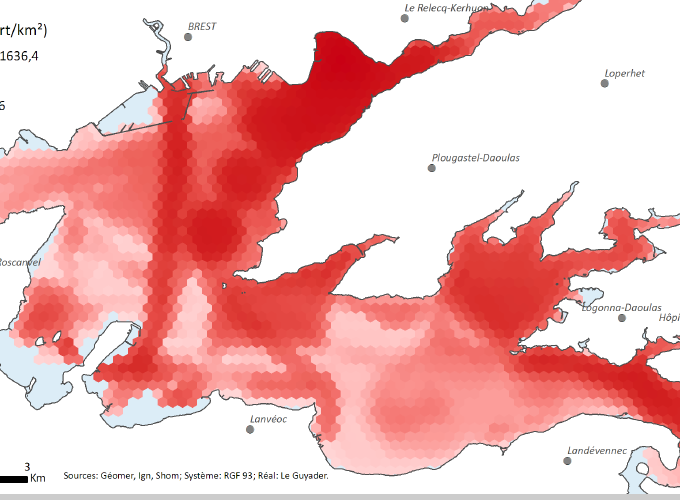 Le Relecq-Kerhuon
BREST
rt/km²)
1636,4
Loperhet
6
Plougastel-Daoulas
Roscanvel
Logonna-Daoulas
Hôpi
Lanvéoc
Landévennec
3
Km
Sources: Géomer, Ign, Shom; Système: RGF 93; Réal: Le Guyader.